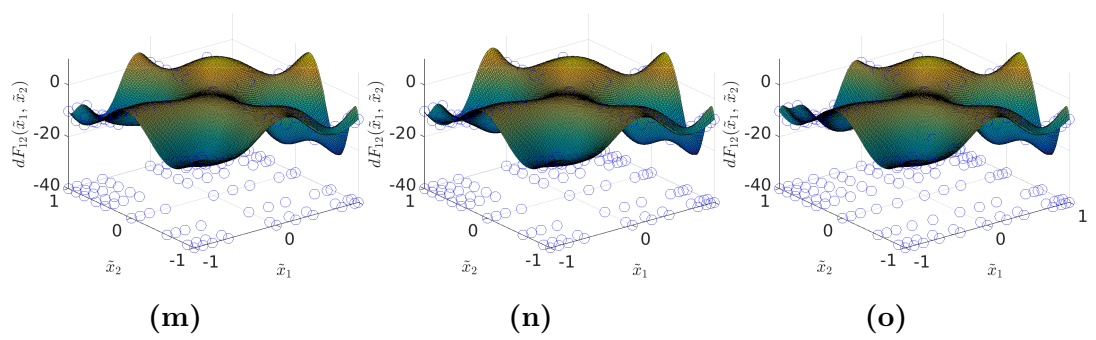 0
-20
-40
dF₁₂(x̃₁, x̃₂)
1
0
-1
x̃₂
-1
0
x̃₁
(m)
0
-20
-40
dF₁₂(x̃₁, x̃₂)
1
0
-1
x̃₂
-1
0
x̃₁
(n)
0
-20
-40
dF₁₂(x̃₁, x̃₂)
1
0
-1
x̃₂
-1
0
1
x̃₁
(o)